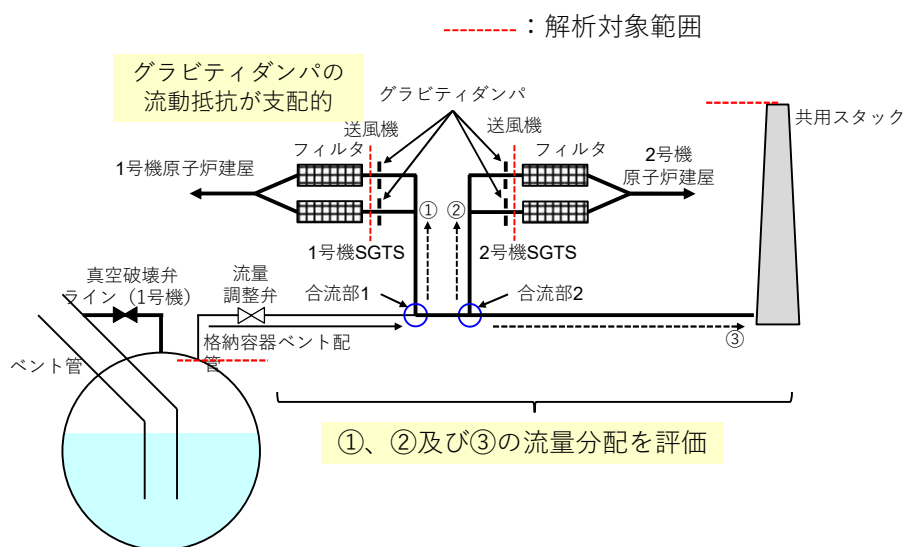 ：解析対象範囲
グラビティダンパの
流動抵抗が支配的
グラビティダンパ
共用スタック
送風機
送風機
フィルタ
フィルタ
1号機原子炉建屋
2号機
原子炉建屋
①
②
1号機SGTS
2号機SGTS
真空破壊弁
ライン（1号機）
流量
調整弁
合流部1
合流部2
格納容器ベント配
管
③
ベント管
①、②及び③の流量分配を評価